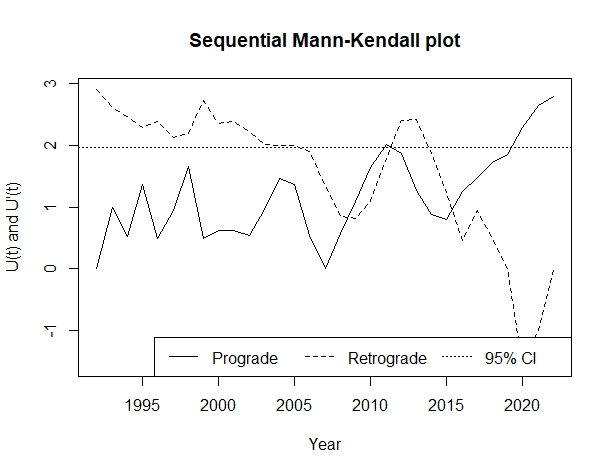 Sequential Mann-Kendall plot
3
2
1
0
-1
U(t) and U'(t)
Prograde Retrograde 95% CI
1995 2000 2005 2010 2015 2020
Year